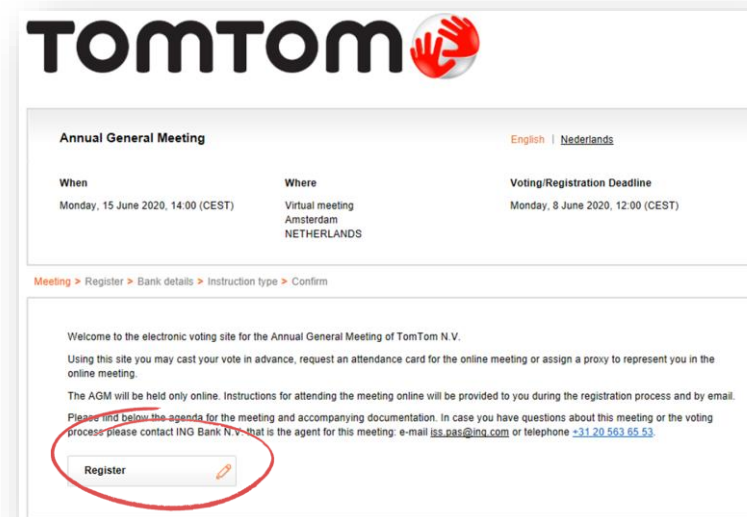 TOMTOM
Annual General Meeting
English | Nederlands
When Where Voting/Registration Deadline
Monday, 15 June 2020, 14:00 (CEST) Virtual meeting Monday, 8 June 2020, 12:00 (CEST)
Amsterdam
NETHERLANDS
Meeting > Register > Bank details > Instruction type > Confirm
Welcome to the electronic voting site for the Annual General Meeting of TomTom N.V.
Using this site you may cast your vote in advance, request an attendance card for the online meeting or assign a proxy to represent you in the
online meeting.
The AGM will be held only online. Instructions for attending the meeting online will be provided to you during the registration process and by email.
Please find below the agenda for the meeting and accompanying documentation. In case you have questions about this meeting or the voting
process please contact ING Bank N.V. that is the agent for this meeting: e-mail iss.pas@ing.com or telephone +31 20 563 65 53.
Register